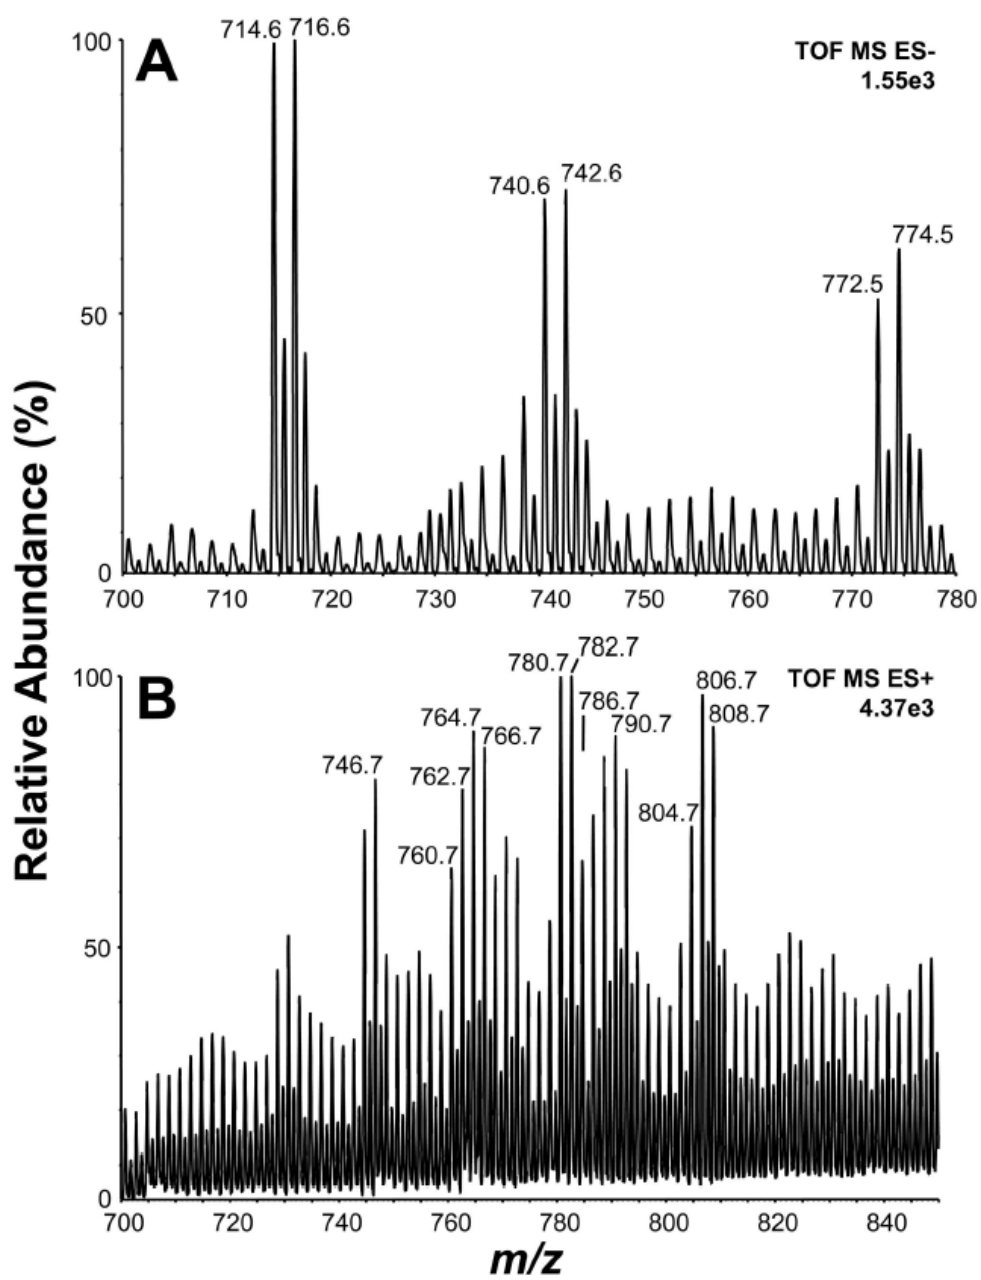 714.6 716.6
100
A
TOF MS ES-
1.55e3
742.6
740.6
774.5
772.5
50
0
700 710 720 730 740 750 760 770 780
Relative Abundance (%)
782.7
780.7
100
B
TOF MS ES+
4.37e3
806.7
786.7
764.7
808.7
790.7
766.7
746.7
762.7
804.7
760.7
50
0
700 720 740 760 780 800 820 840
m/z